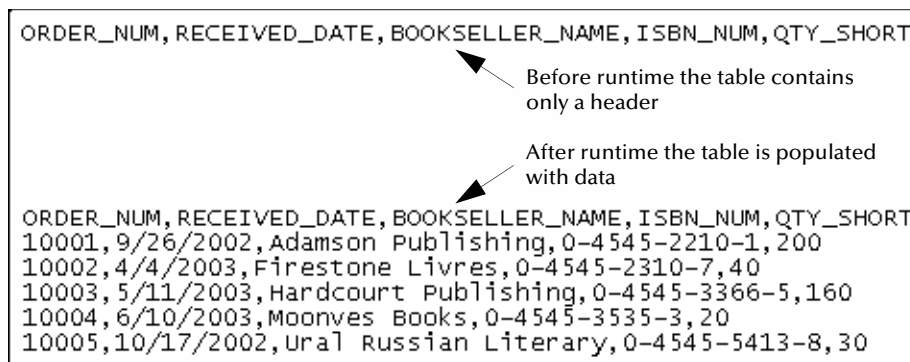 ORDER_NUM,RECEIVED_DATE,BOOKSELLER_NAME,ISBN_NUM,QTY_SHORT
Before runtime the table contains
only a header
After runtime the table is populated
with data
ORDER_NUM,RECEIVED_DATE,BOOKSELLER_NAME,ISBN_NUM,QTY_SHORT
10001,9/26/2002,Adamson Publishing,0-4545-2210-1,200
10002,4/4/2003,Firestone Livres,0-4545-2310-7,40
10003,5/11/2003,Hardcourt Publishing,0-4545-3366-5,160
10004,6/10/2003,Moonves Books,0-4545-3535-3,20
10005,10/17/2002,Ural Russian Literary,0-4545-5413-8,30